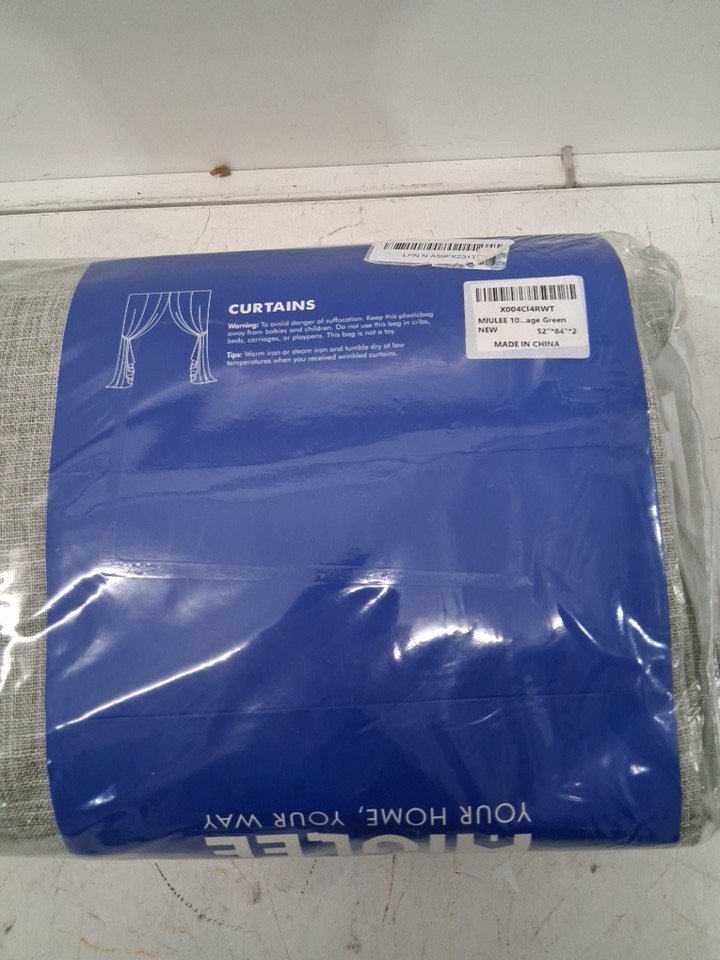 LPN N A59FX231T
X004CI4RWT
MIULEE 10...age Green
NEW 52"*84"*2
MADE IN CHINA
CURTAINS
Warning: To avoid danger of suffocation. Keep this plasticbag
away from babies and children. Do not use this bag in cribs,
beds, carriages, or playpens. This bag is not a toy.
Tips: Warm iron or steam iron and tumble dry at low
temperatures when you received wrinkled curtains.
YOUR HOME, YOUR WAY
MIULEE